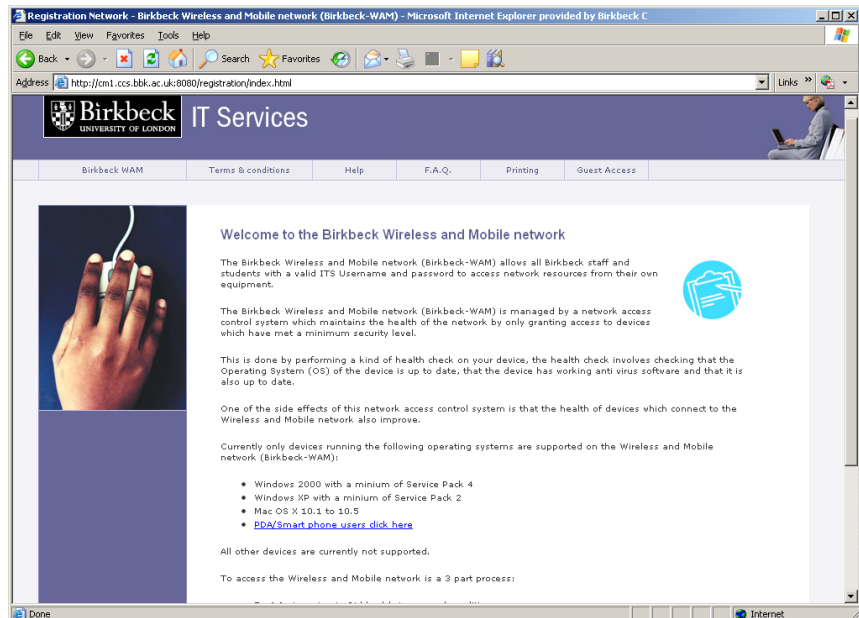 Registration Network - Birkbeck Wireless and Mobile network (Birkbeck-WAM) - Microsoft Internet Explorer provided by Birkbeck C
File Edit View Favorites Tools Help
Back Search Favorites
Address http://cm1.ccs.bbk.ac.uk:8080/registration/index.html Links »
Birkbeck IT Services
UNIVERSITY OF LONDON
Birkbeck WAM Terms & conditions Help F.A.Q. Printing Guest Access
Welcome to the Birkbeck Wireless and Mobile network
The Birkbeck Wireless and Mobile network (Birkbeck-WAM) allows all Birkbeck staff and
students with a valid ITS Username and password to access network resources from their own
equipment.
The Birkbeck Wireless and Mobile network (Birkbeck-WAM) is managed by a network access
control system which maintains the health of the network by only granting access to devices
which have met a minimum security level.
This is done by performing a kind of health check on your device, the health check involves checking that the
Operating System (OS) of the device is up to date, that the device has working anti virus software and that it is
also up to date.
One of the side effects of this network access control system is that the health of devices which connect to the
Wireless and Mobile network also improve.
Currently only devices running the following operating systems are supported on the Wireless and Mobile
network (Birkbeck-WAM):
• Windows 2000 with a minium of Service Pack 4
• Windows XP with a minium of Service Pack 2
• Mac OS X 10.1 to 10.5
• PDA/Smart phone users click here
All other devices are currently not supported.
To access the Wireless and Mobile network is a 3 part process:
Done Internet